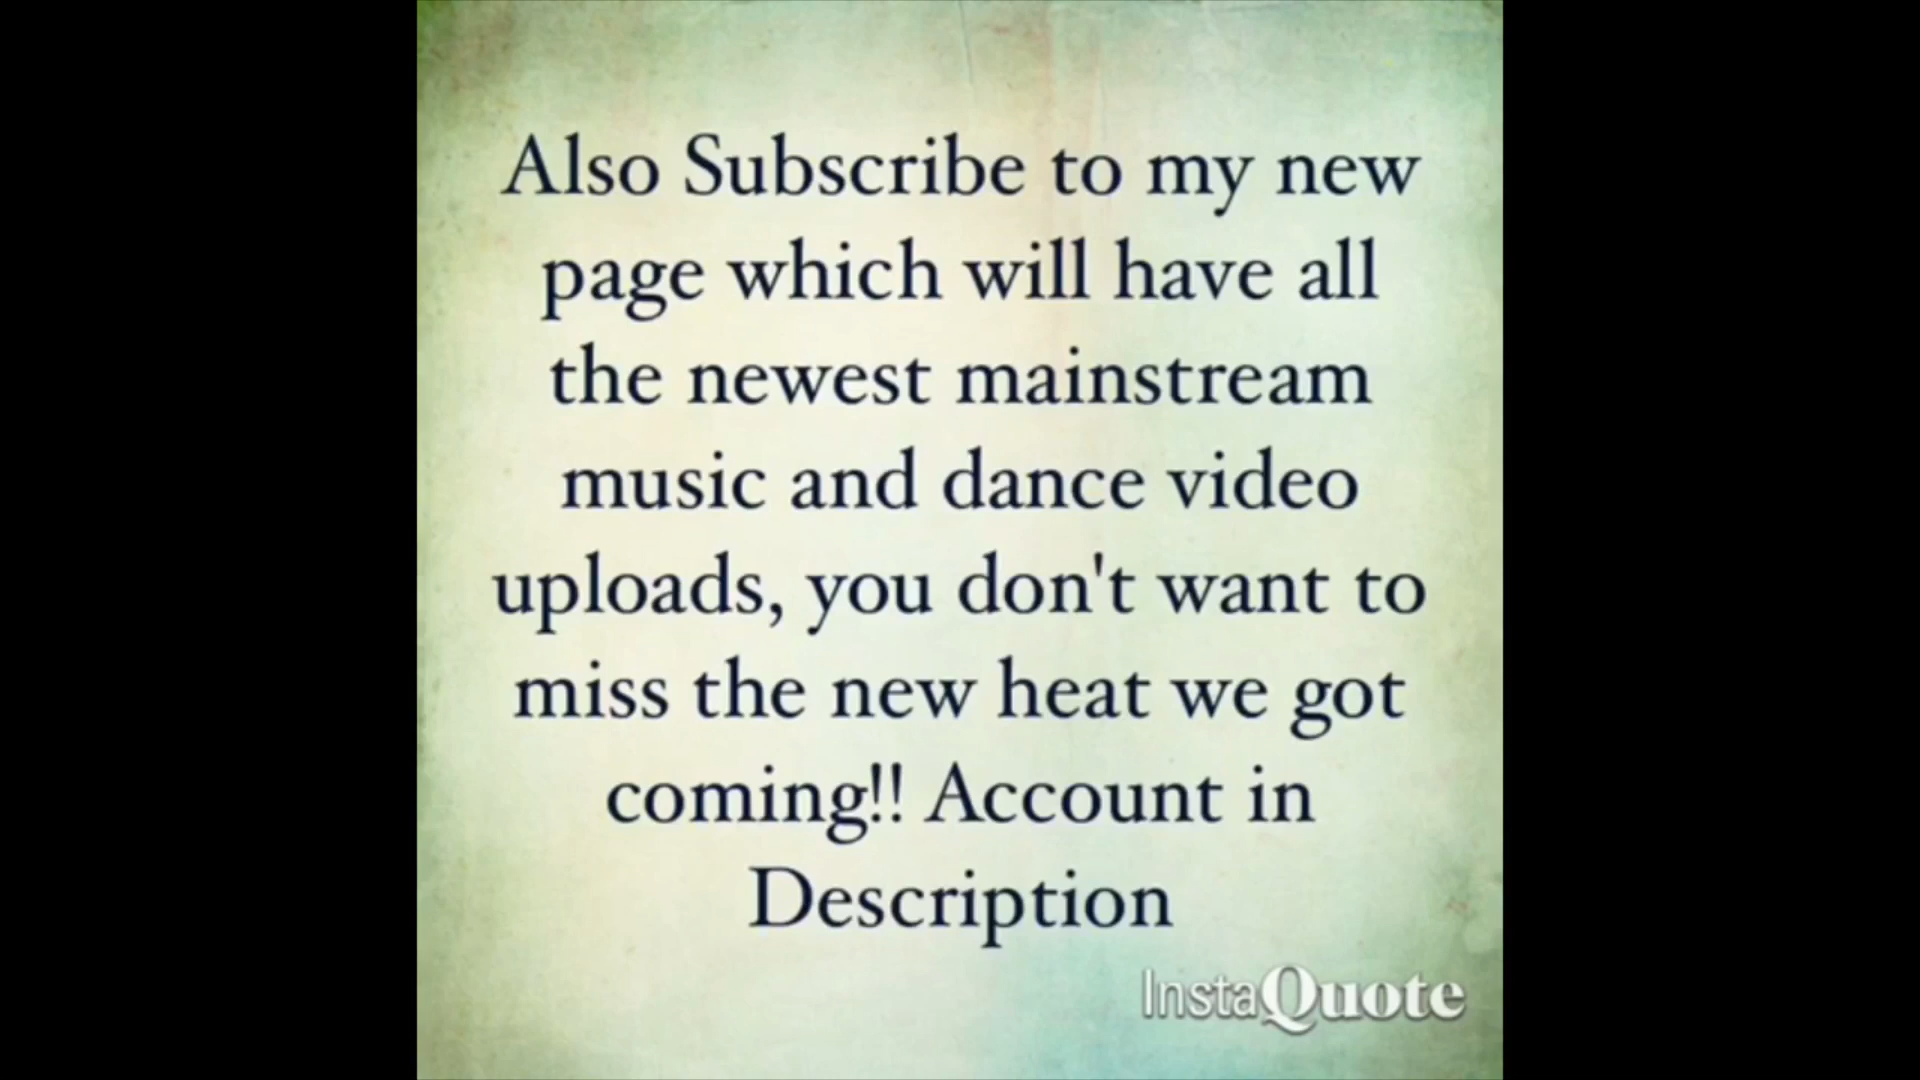 Also Subscribe to my new
page which will have all
the newest mainstream
music and dance video
uploads, you don't want to
miss the new heat we got
coming!! Account in
Description
InstaQuote